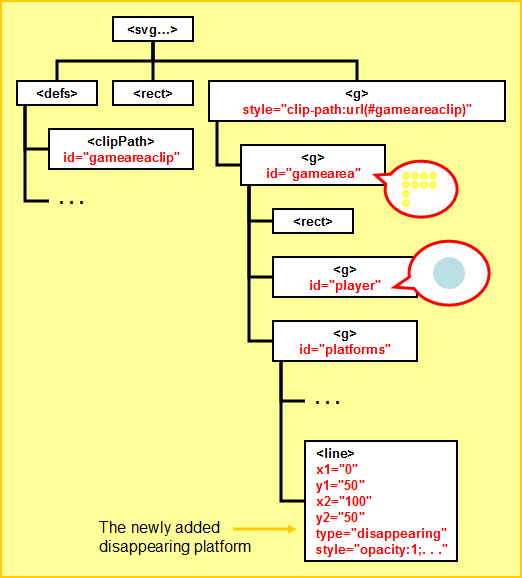 <svg...>
<defs>
<rect>
<g>
style="clip-path:url(#gameareaclip)"
<clipPath>
id="gameareaclip"
...
<g>
id="gamearea"
<rect>
<g>
id="player"
<g>
id="platforms"
...
<line>
x1="0"
y1="50"
x2="100"
y2="50"
type="disappearing"
style="opacity:1;. . ."
The newly added
disappearing platform